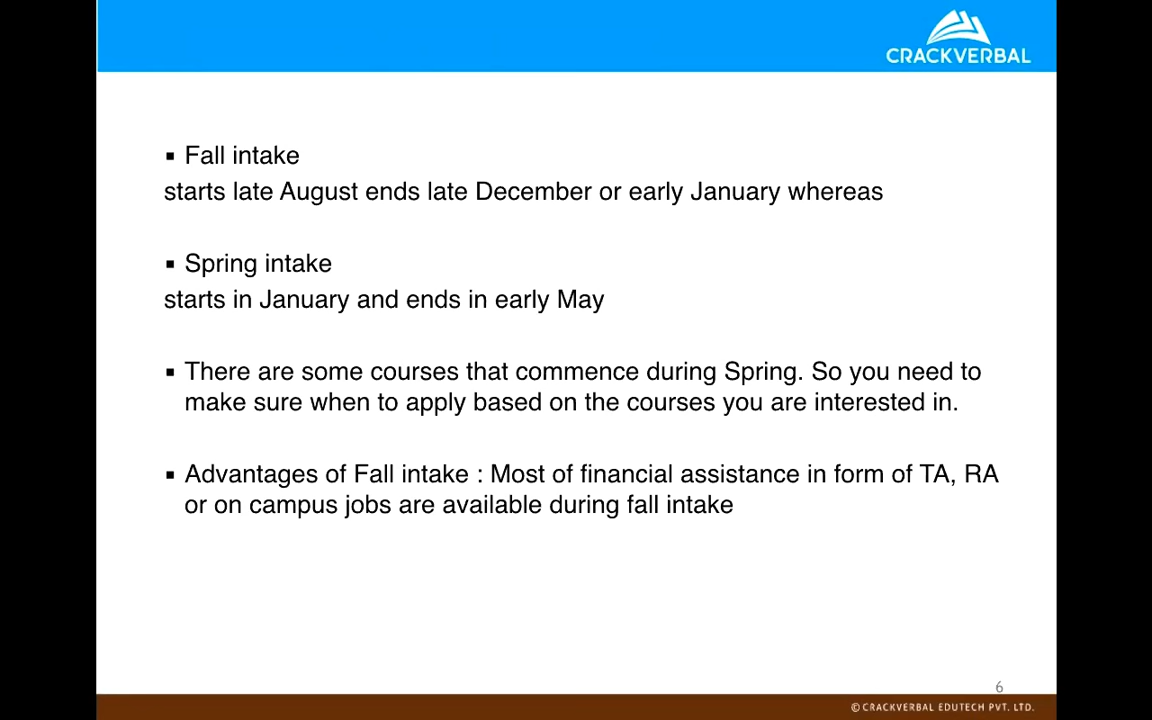 CRACKVERBAL
▪ Fall intake
starts late August ends late December or early January whereas
▪ Spring intake
starts in January and ends in early May
▪ There are some courses that commence during Spring. So you need to
make sure when to apply based on the courses you are interested in.
▪ Advantages of Fall intake : Most of financial assistance in form of TA, RA
or on campus jobs are available during fall intake
6
© CRACKVERBAL EDUTECH PVT. LTD.